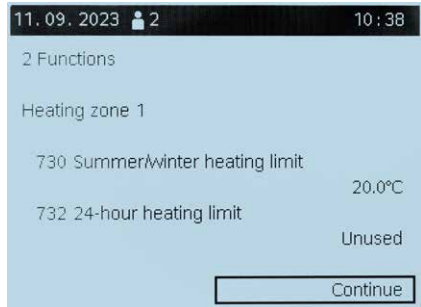 11.09.2023 2 10:38
2 Functions
Heating zone 1
730 Summer/winter heating limit
20.0°C
732 24-hour heating limit
Unused
Continue